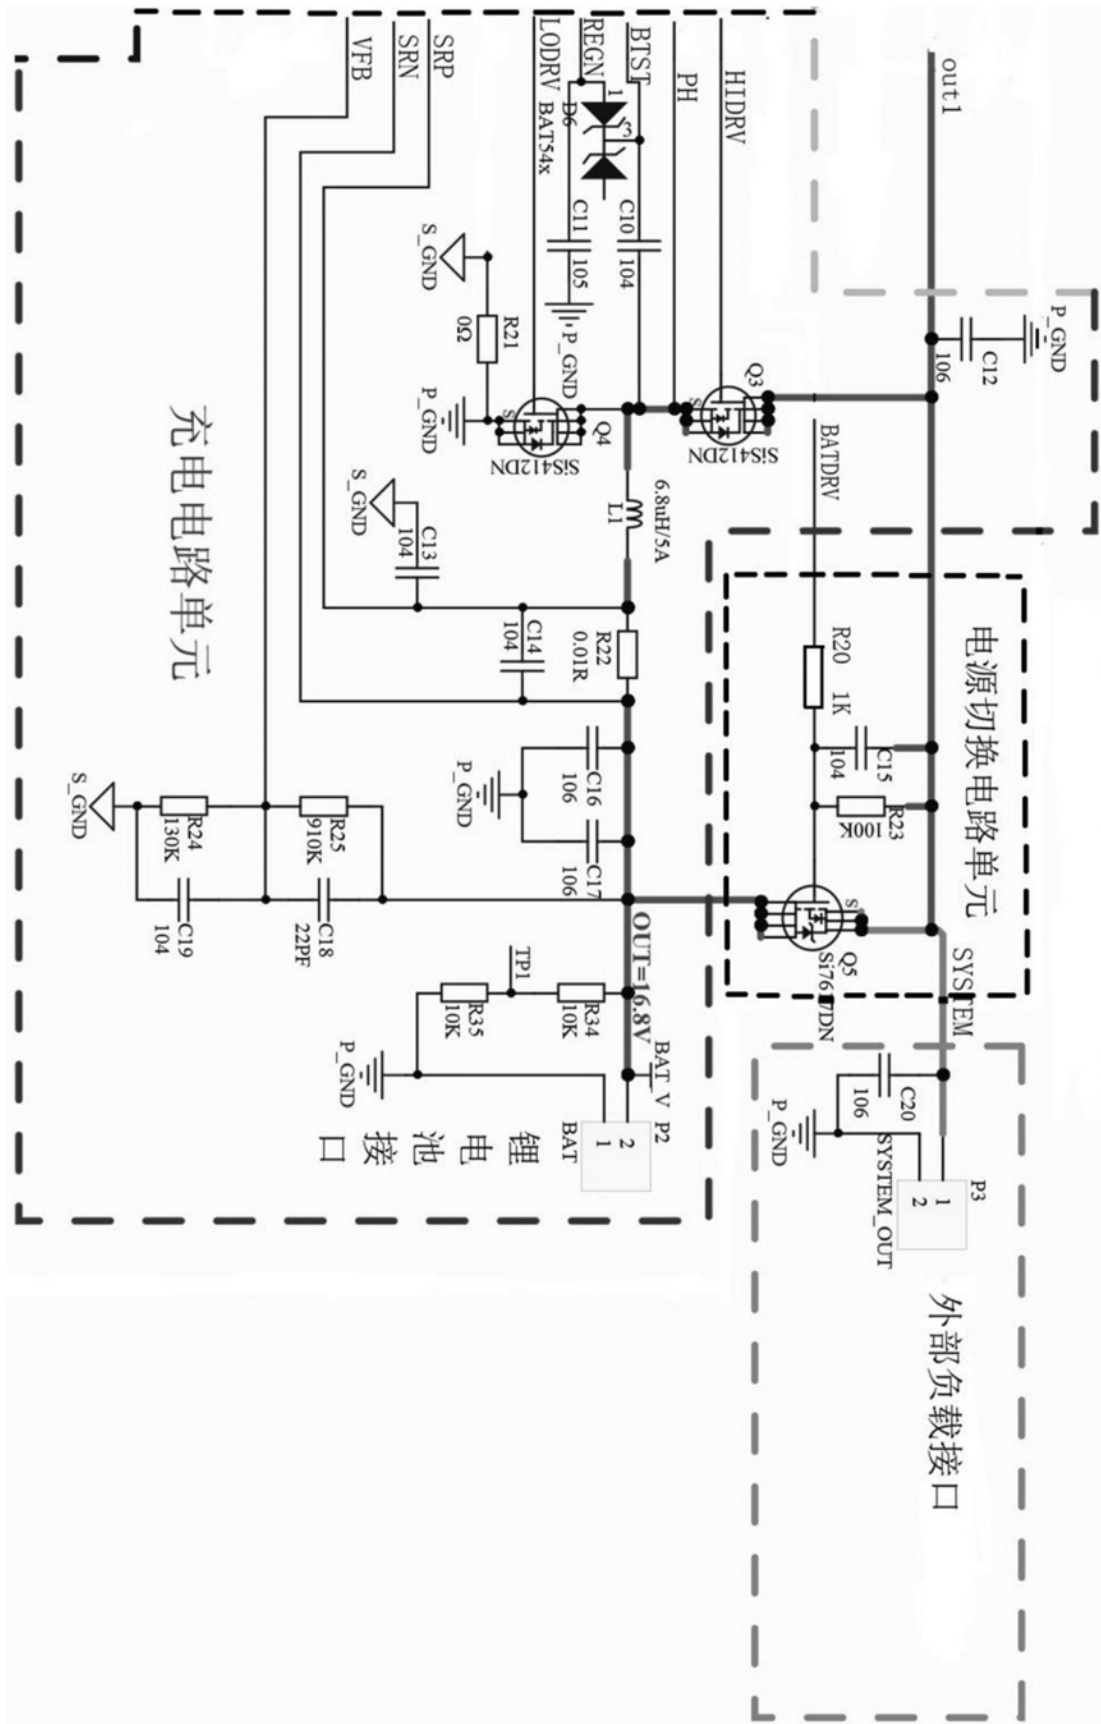 out1
C12
106
P_GND
HIDRV
PH
BTST
REGN
LODRV
SRP
SRN
VFB
1
D6
3
BAT54x
C10
104
C11
105
P_GND
S_GND
R21
0Ω
P_GND
Q3
S
SiS412DN
Q4
S
SiS412DN
BATDRV
6.8uH/5A
L1
S_GND
C13
104
C14
104
R22
0.01R
电源切换电路单元
R20
1K
C15
104
R23
100K
S
Q5
SYSTEM
充电电路单元
C16
106
C17
106
P_GND
S_GND
R24
130K
R25
910K
C19
104
C18
22PF
OUT=16.8V
TP1
R34
10K
R35
10K
P_GND
BAT_V
P2
2
1
BAT
锂电池接口
C20
106
P_GND
P3
1
2
SYSTEM_OUT
外部负载接口